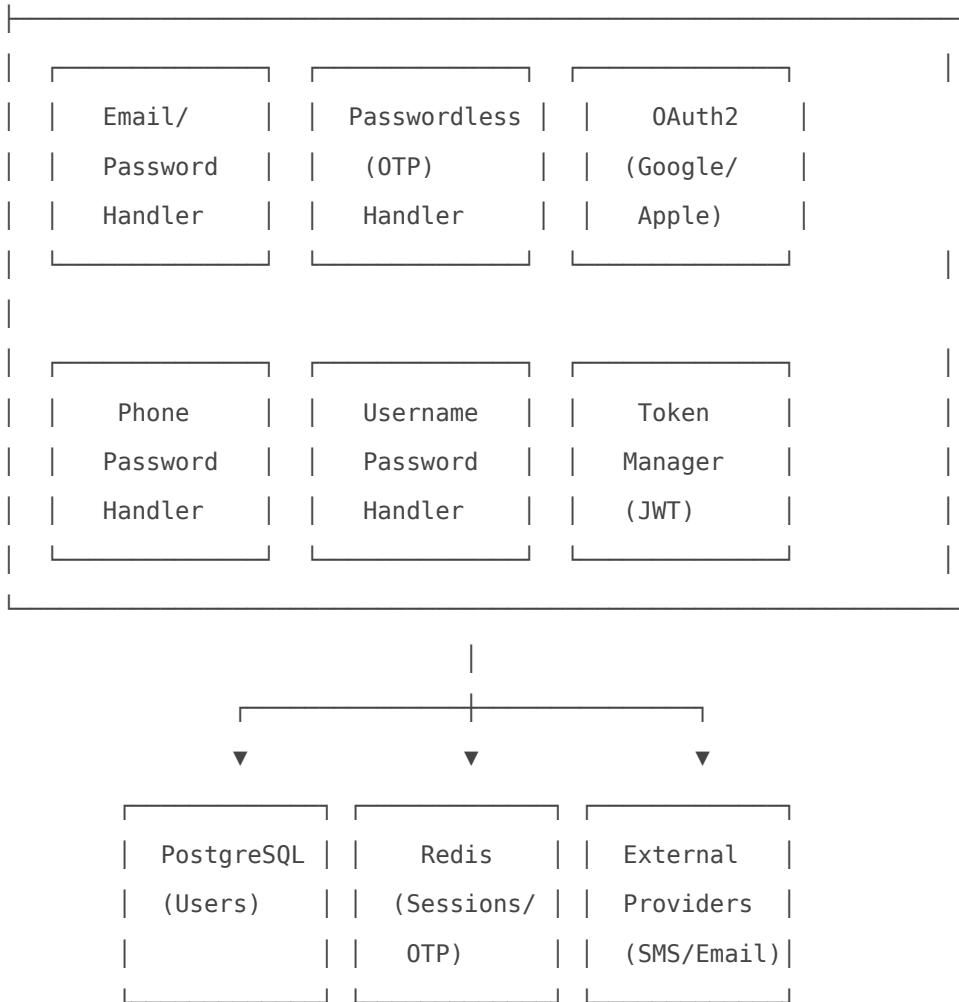 Email/ Passwordless OAuth2
Password (OTP) (Google/
Handler Handler Apple)
Phone Username Token
Password Password Manager
Handler Handler (JWT)
PostgreSQL Redis External
(Users) (Sessions/ Providers
OTP) (SMS/Email)